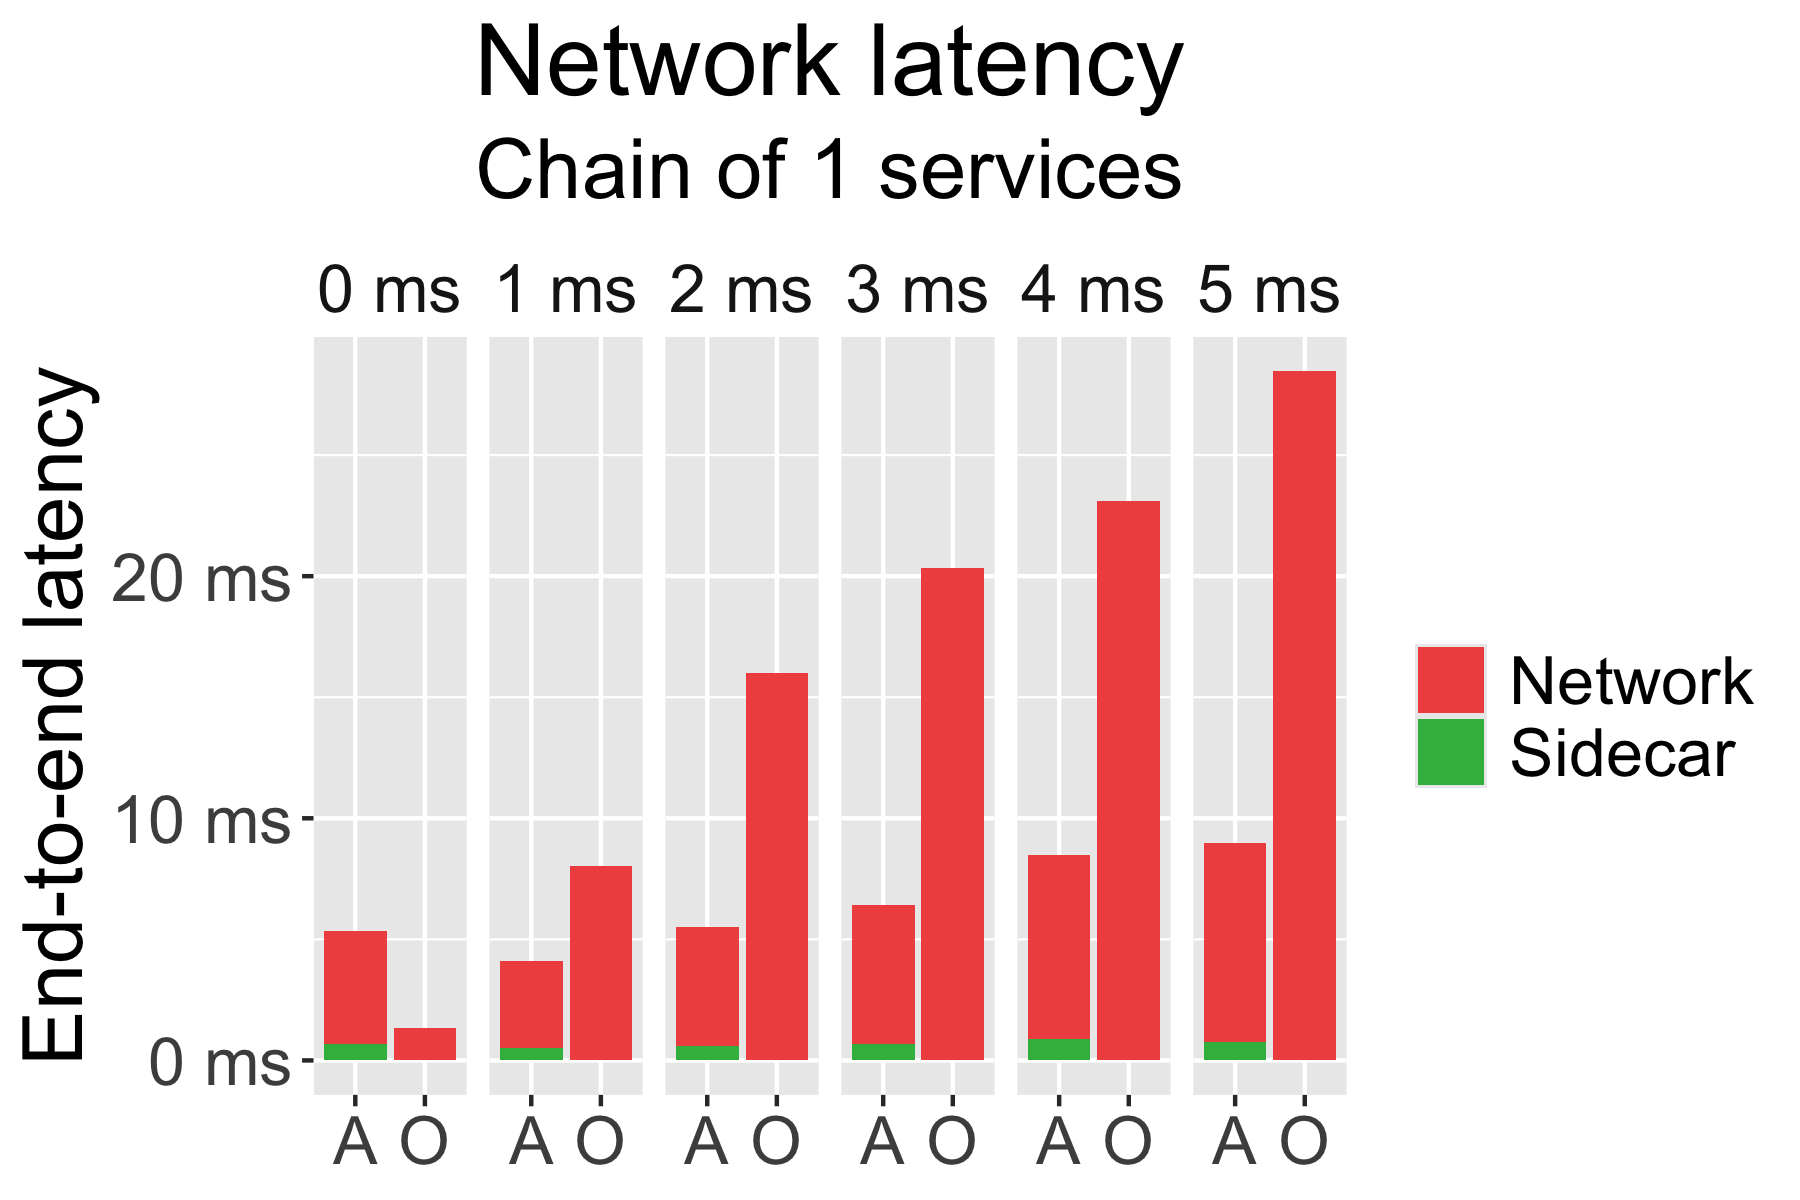 Network latency
Chain of 1 services
0 ms 1 ms 2 ms 3 ms 4 ms 5 ms
End-to-end latency
20 ms
10 ms
0 ms
A O A O A O A O A O A O
Network
Sidecar